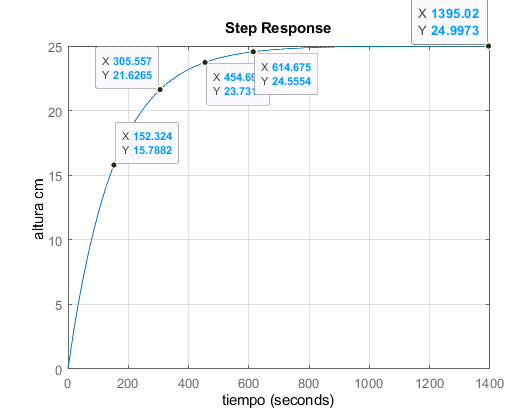 Step Response
X 1395.02
Y 24.9973
X 305.557
Y 21.6265
X 614.675
Y 24.5554
X
Y
X 152.324
Y 15.7882
25
20
15
10
5
0
altura cm
0 200 400 600 800 1000 1200 1400
tiempo (seconds)